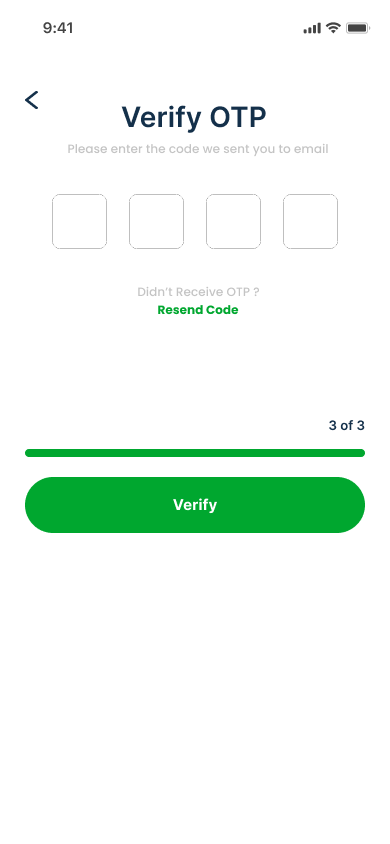 9:41
Verify OTP
Please enter the code we sent you to email
Didn't Receive OTP ?
Resend Code
3 of 3
Verify